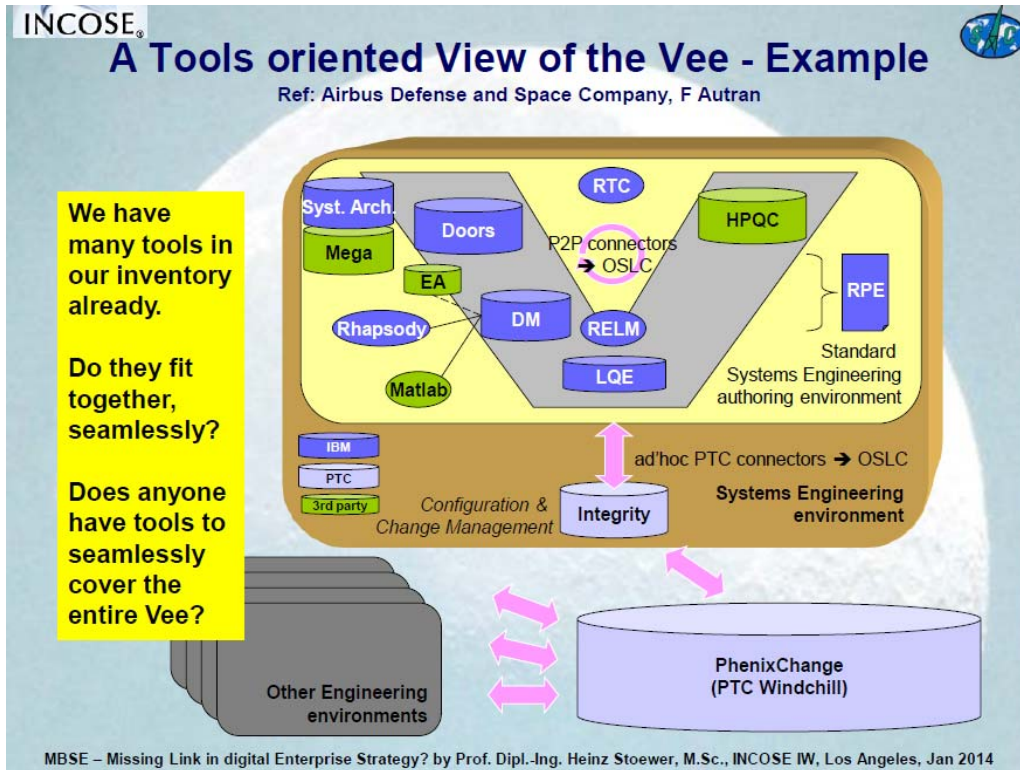 INCOSE®
A Tools oriented View of the Vee - Example
Ref: Airbus Defense and Space Company, F Autran
We have
many tools in
our inventory
already.
Do they fit
together,
seamlessly?
Does anyone
have tools to
seamlessly
cover the
entire Vee?
Syst. Arch.
Mega
Doors
EA
Rhapsody
DM
Matlab
RTC
P2P connectors
➔ OSLC
RELM
LQE
HPQC
RPE
Standard
Systems Engineering
authoring environment
IBM
PTC
3rd party
ad'hoc PTC connectors ➔ OSLC
Configuration &
Change Management
Integrity
Systems Engineering
environment
Other Engineering
environments
PhenixChange
(PTC Windchill)
MBSE – Missing Link in digital Enterprise Strategy? by Prof. Dipl.-Ing. Heinz Stoewer, M.Sc., INCOSE IW, Los Angeles, Jan 2014